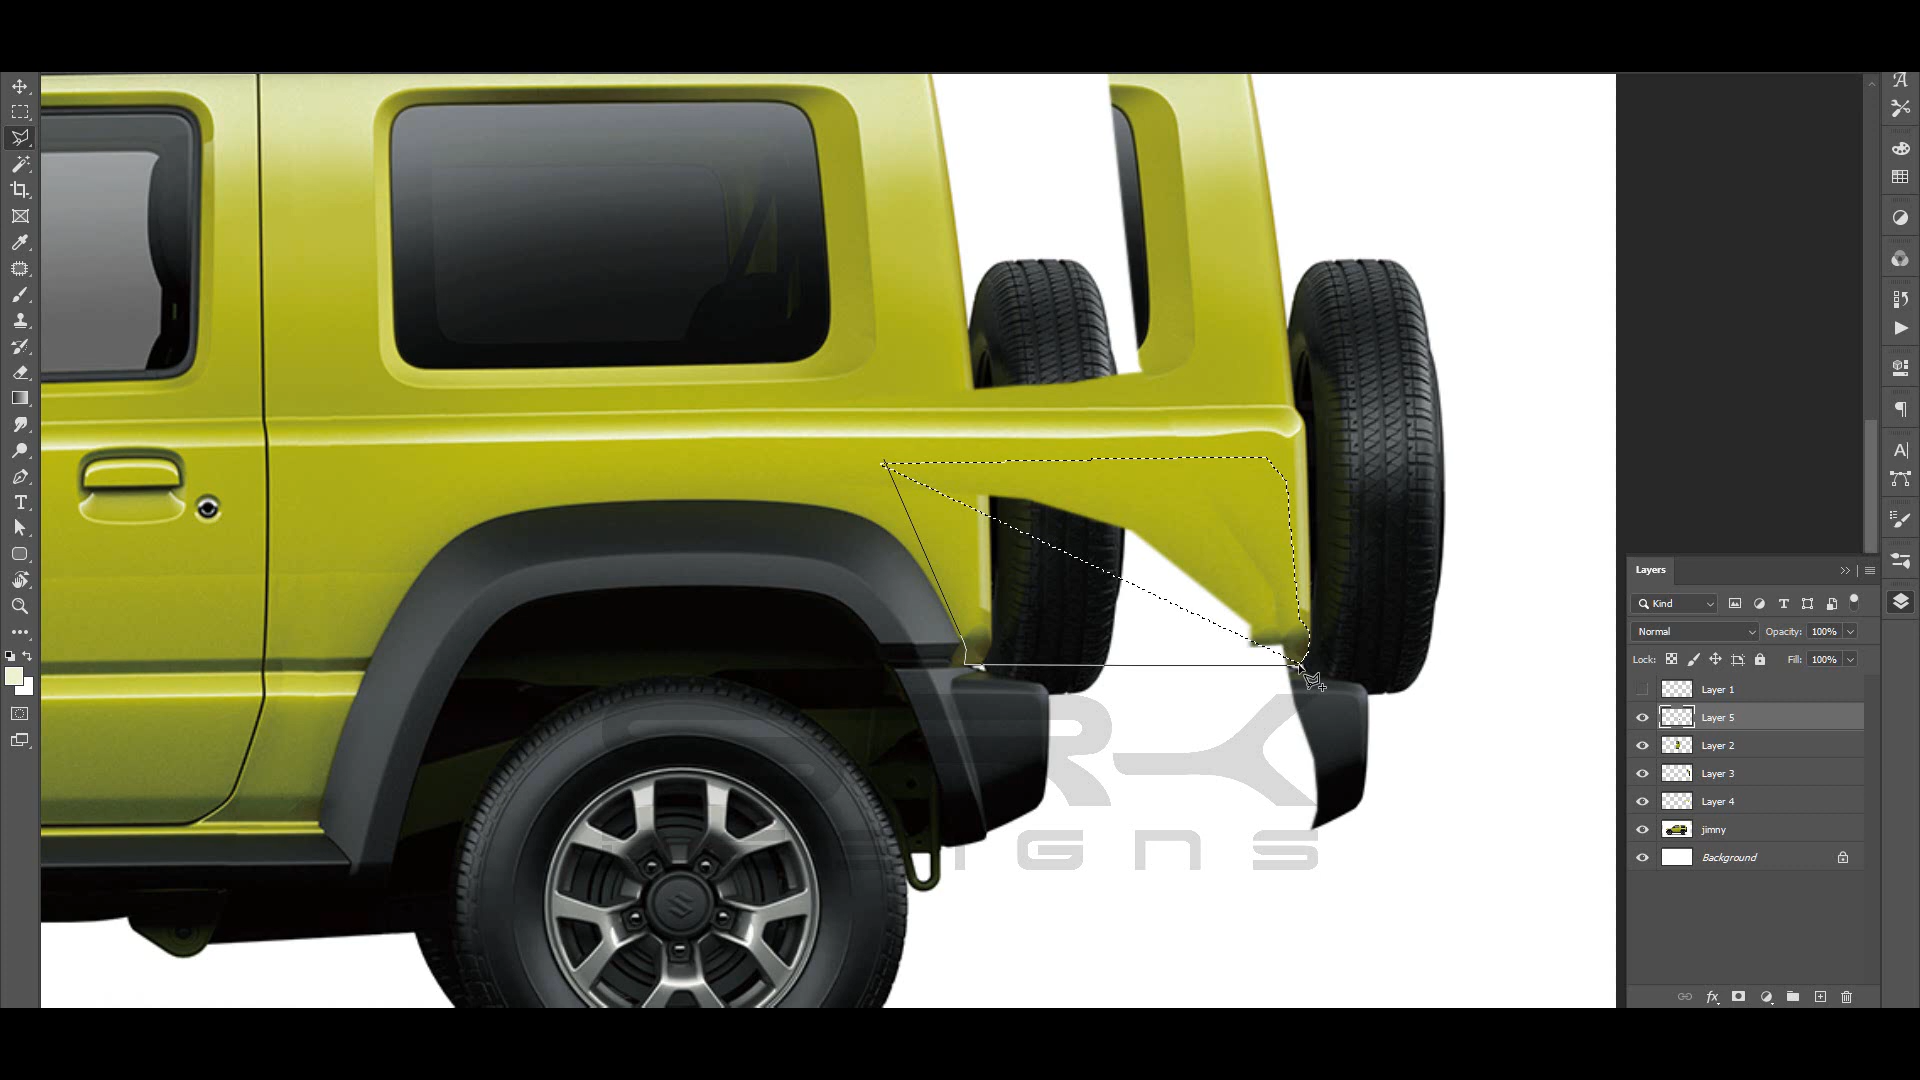 Layers
Kind
Normal
Opacity: 100%
Lock:
Fill: 100%
Layer 1
Layer 5
Layer 2
Layer 3
Layer 4
jimny
Background